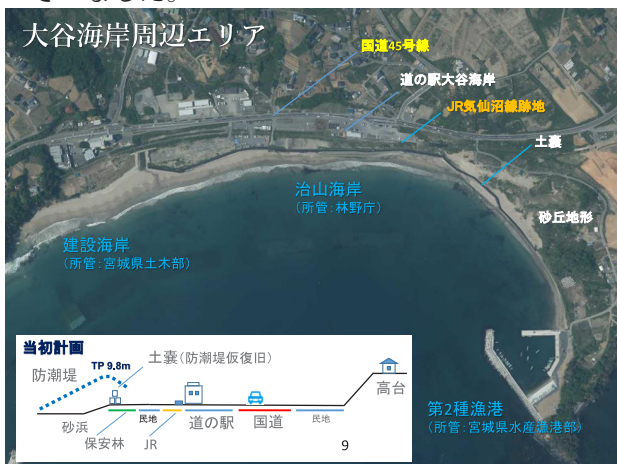 大谷海岸周辺エリア
国道45号線
道の駅大谷海岸
JR気仙沼線跡地
土嚢
治山海岸
(所管:林野庁)
砂丘地形
建設海岸
(所管:宮城県土木部)
当初計画
TP 9.8m
土嚢(防潮堤仮復旧)
防潮堤
高台
砂浜
民地
道の駅
国道
民地
保安林
JR
9
第2種漁港
(所管:宮城県水産漁港部)